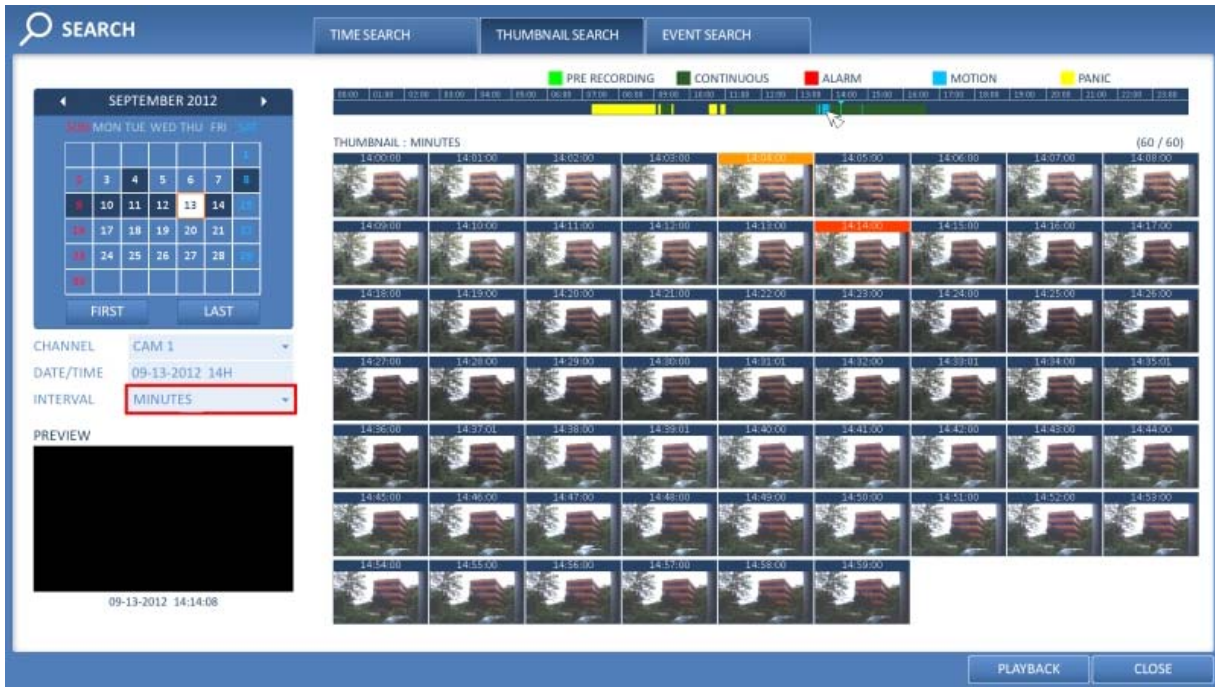 SEARCH
TIME SEARCH THUMBNAIL SEARCH EVENT SEARCH
PRE RECORDING CONTINUOUS ALARM MOTION PANIC
SEPTEMBER 2012
MON TUE WED THU FRI
1
3 4 5 6 7 8
10 11 12 13 14
17 18 19 20 21
24 25 26 27 28
FIRST LAST
CHANNEL CAM 1
DATE/TIME 09-13-2012 14H
INTERVAL MINUTES
PREVIEW
09-13-2012 14:14:08
THUMBNAIL : MINUTES (60 / 60)
14:00:00 14:01:00 14:02:00 14:03:00 14:04:00 14:05:00 14:06:00 14:07:00 14:08:00
14:09:00 14:10:00 14:11:00 14:12:00 14:13:00 14:14:00 14:15:00 14:16:00 14:17:00
14:18:00 14:19:00 14:20:00 14:21:00 14:22:00 14:23:00 14:24:00 14:25:00 14:26:00
14:27:00 14:28:00 14:29:00 14:30:00 14:31:01 14:32:00 14:33:01 14:34:00 14:35:01
14:36:00 14:37:01 14:38:00 14:39:01 14:40:00 14:41:00 14:42:00 14:43:00 14:44:00
14:45:00 14:46:00 14:47:00 14:48:00 14:49:00 14:50:00 14:51:00 14:52:00 14:53:00
14:54:00 14:55:00 14:56:00 14:57:00 14:58:00 14:59:00
PLAYBACK CLOSE